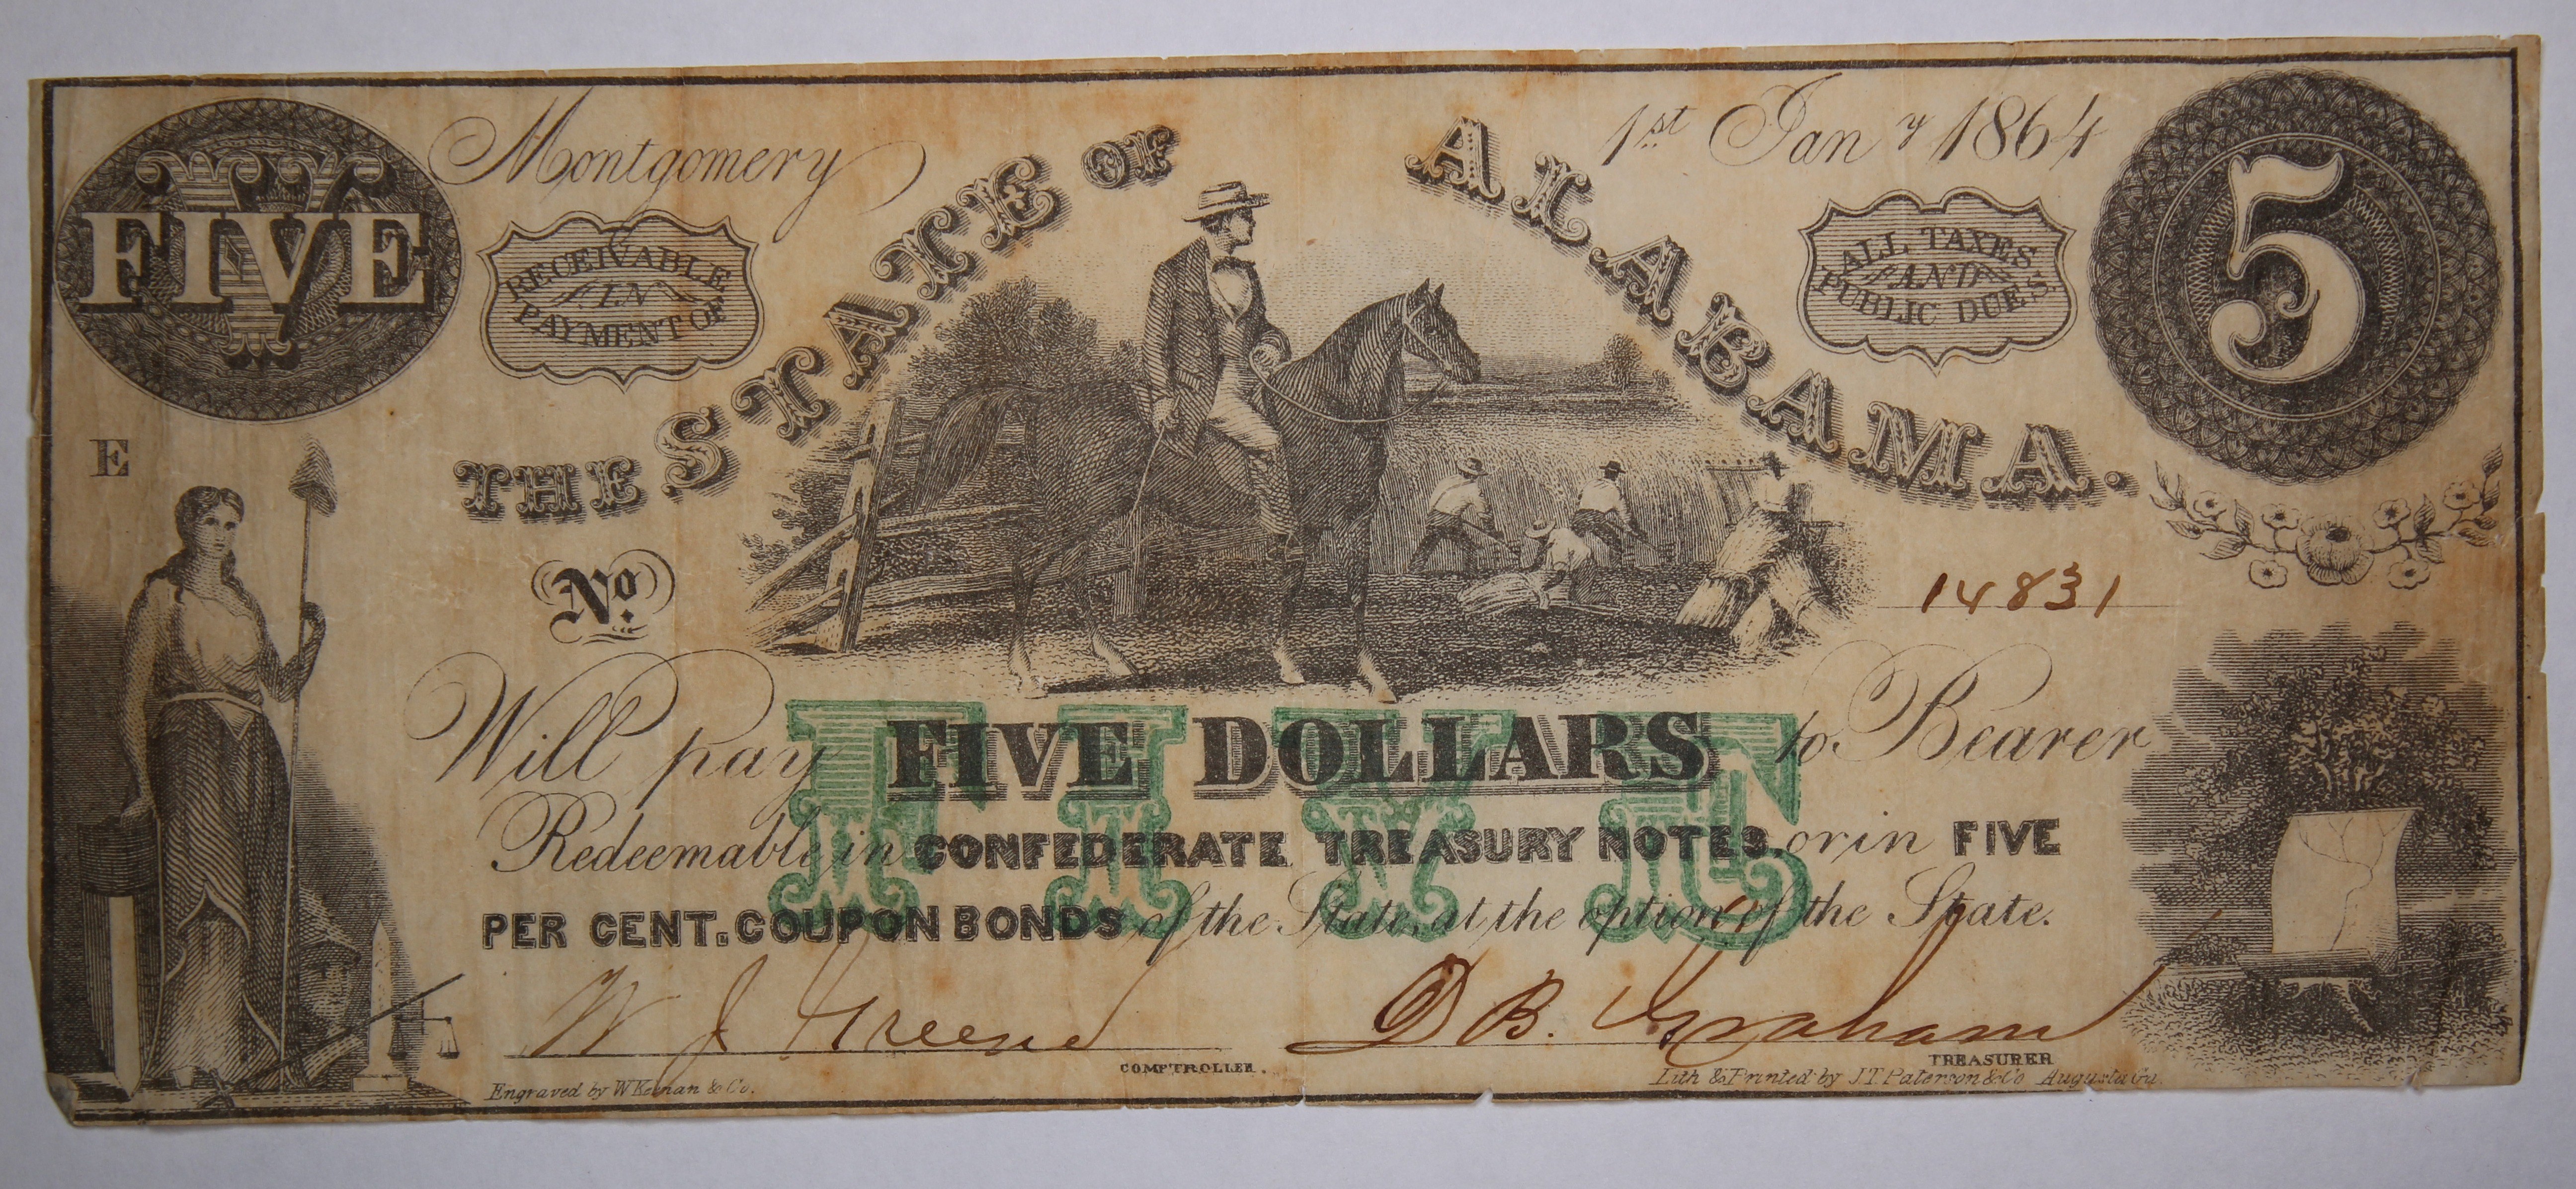 Montgomery 1st Jany 1864
FIVE
V
RECEIVABLE
IN
PAYMENT OF
THE STATE OF ALABAMA.
ALL TAXES
AND
PUBLIC DUES.
5
E
No. 14831
Will pay FIVE DOLLARS to Bearer
FIVE
Redeemable in CONFEDERATE TREASURY NOTES, or in FIVE
PER CENT. COUPON BONDS of the State, at the option of the State.
W J Greene
COMPTROLLER.
D B. Graham
TREASURER
Engraved by W Keenan & Co.
Lith & Printed by J.T. Paterson & Co Augusta Ga.